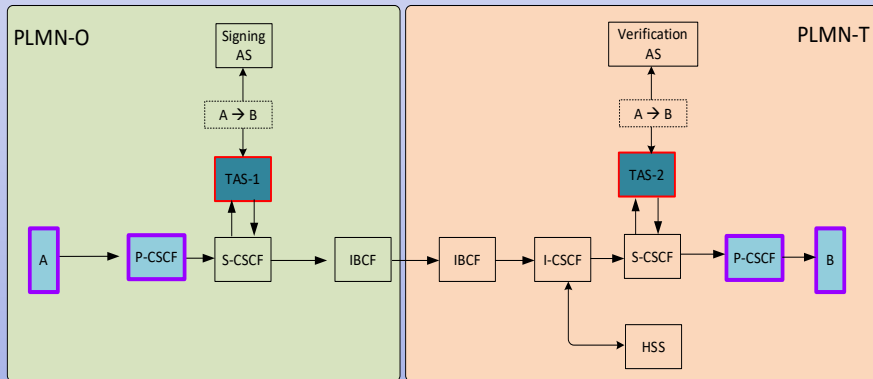 PLMN-O
Signing
AS
A → B
TAS-1
A
P-CSCF
S-CSCF
IBCF
PLMN-T
Verification
AS
A → B
TAS-2
IBCF
I-CSCF
S-CSCF
P-CSCF
B
HSS